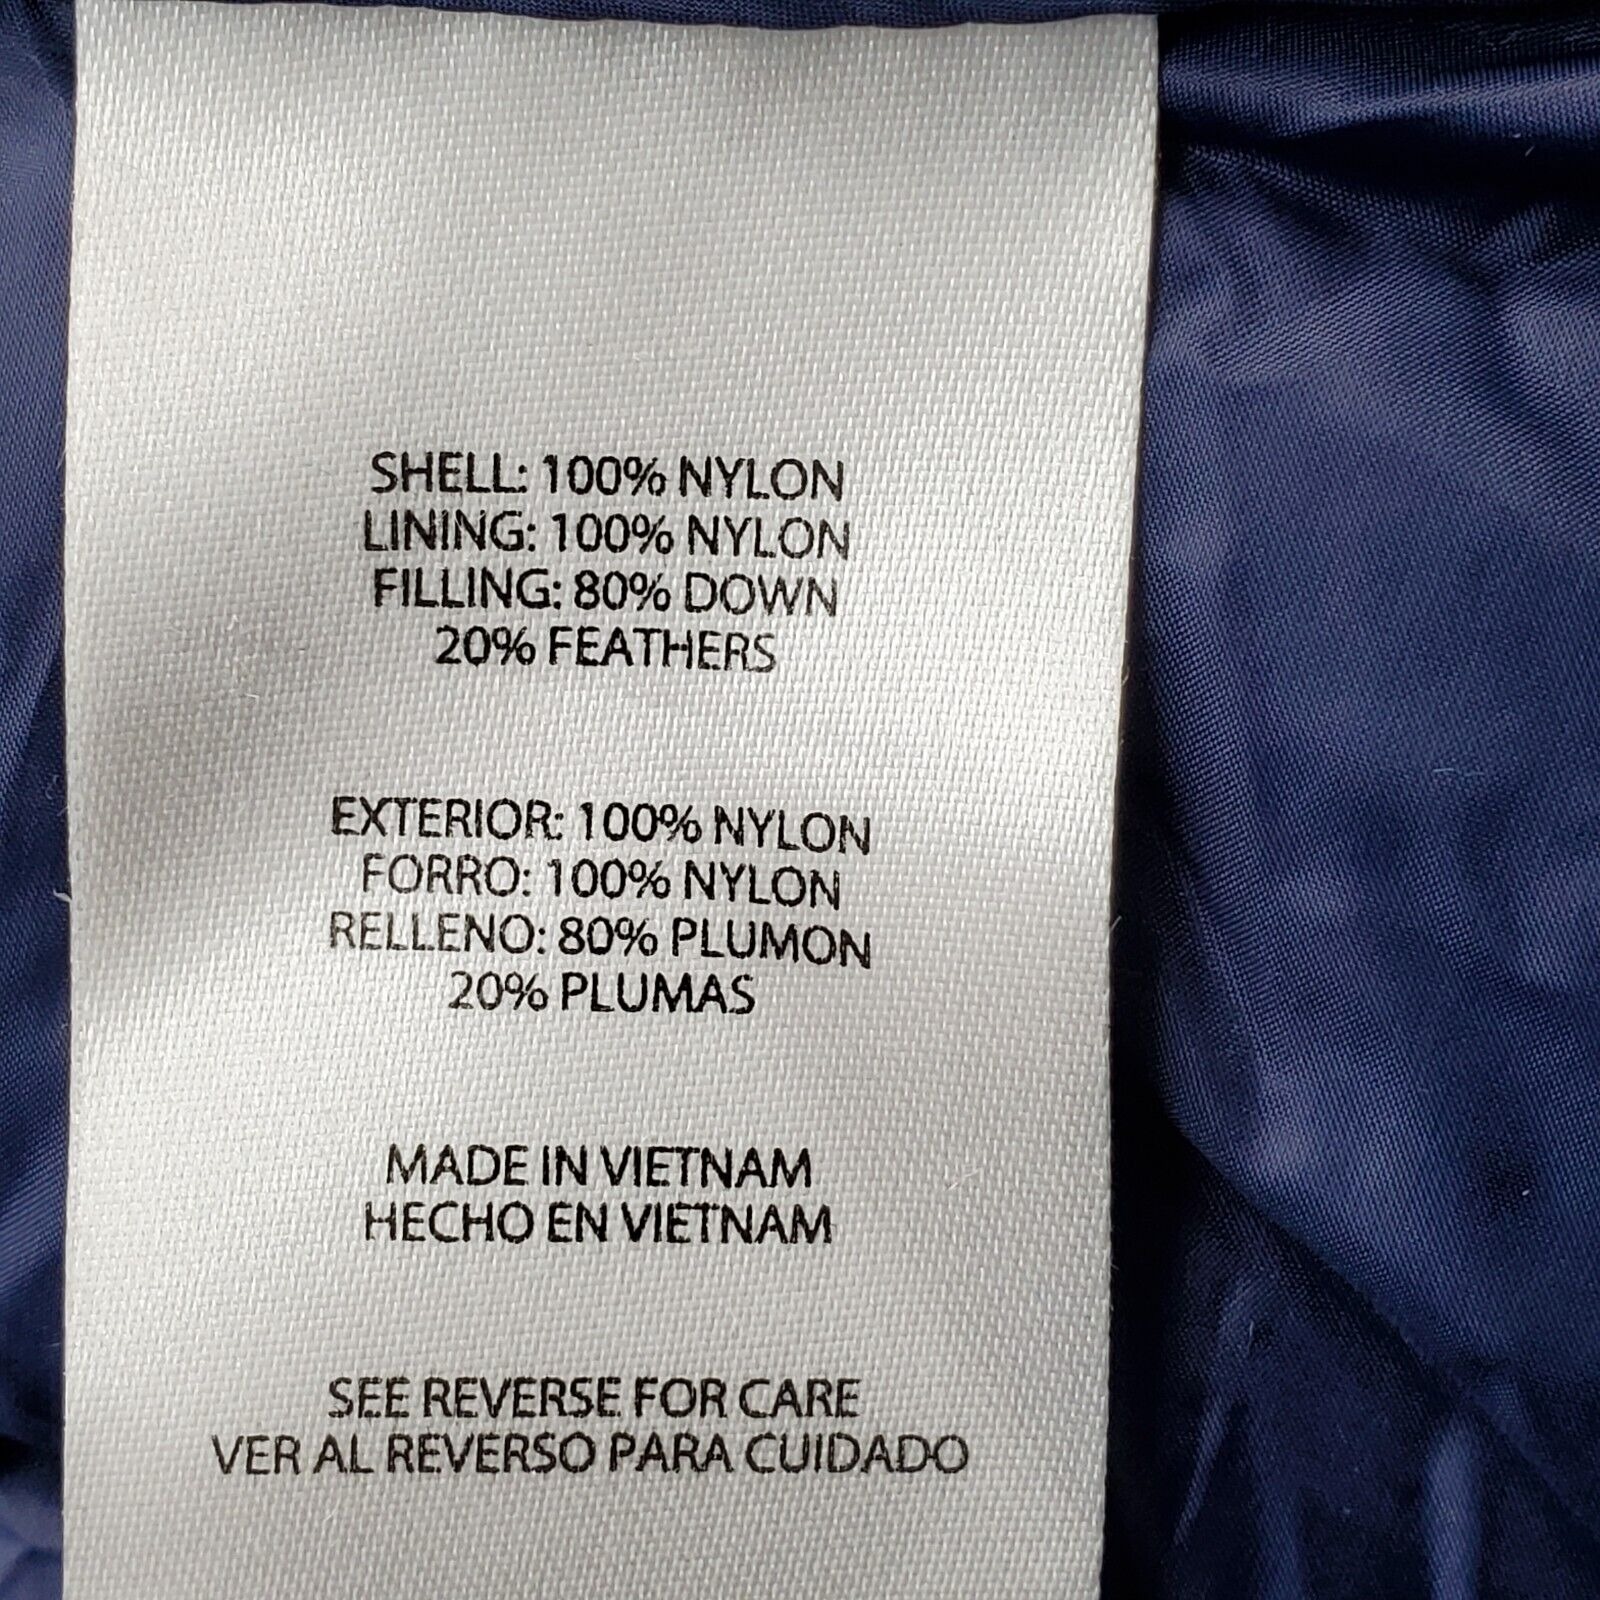 SHELL: 100% NYLON
LINING: 100% NYLON
FILLING: 80% DOWN
20% FEATHERS
EXTERIOR: 100% NYLON
FORRO: 100% NYLON
RELLENO: 80% PLUMON
20% PLUMAS
MADE IN VIETNAM
HECHO EN VIETNAM
SEE REVERSE FOR CARE
VER AL REVERSO PARA CUIDADO